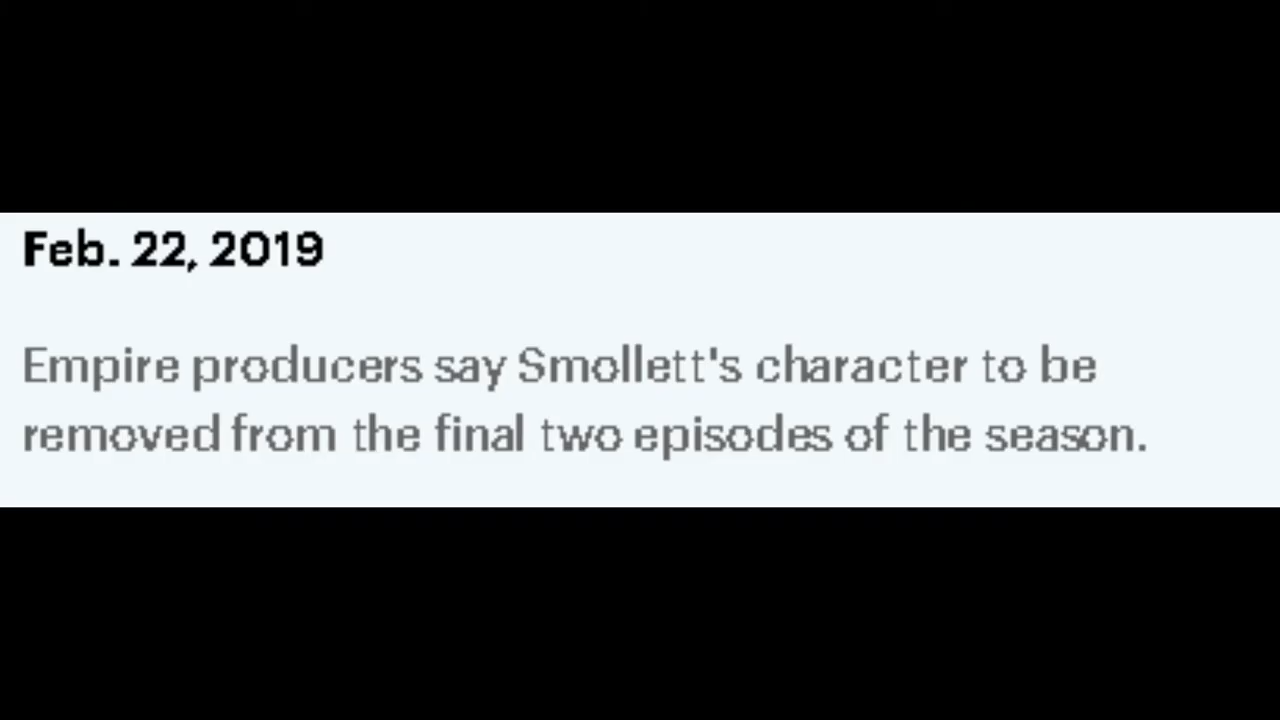 Feb. 22, 2019
Empire producers say Smollett's character to be
removed from the final two episodes of the season.